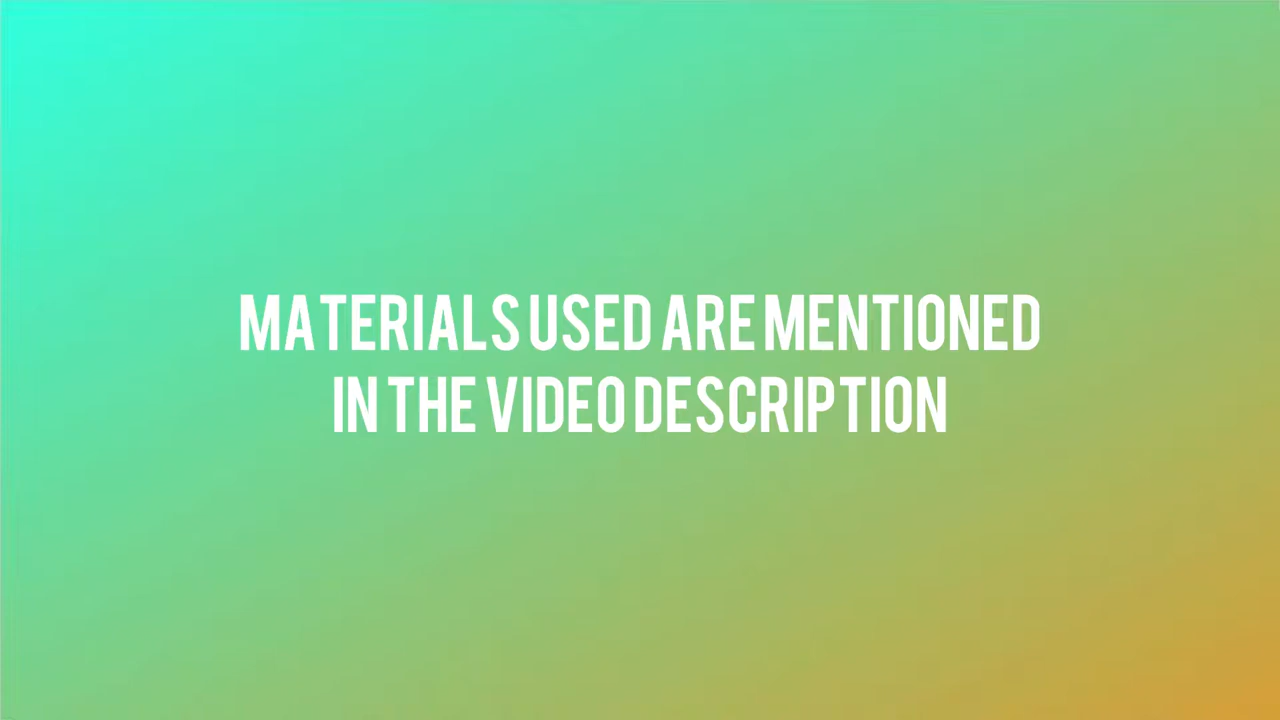 MATERIALS USED ARE MENTIONED
IN THE VIDEO DESCRIPTION